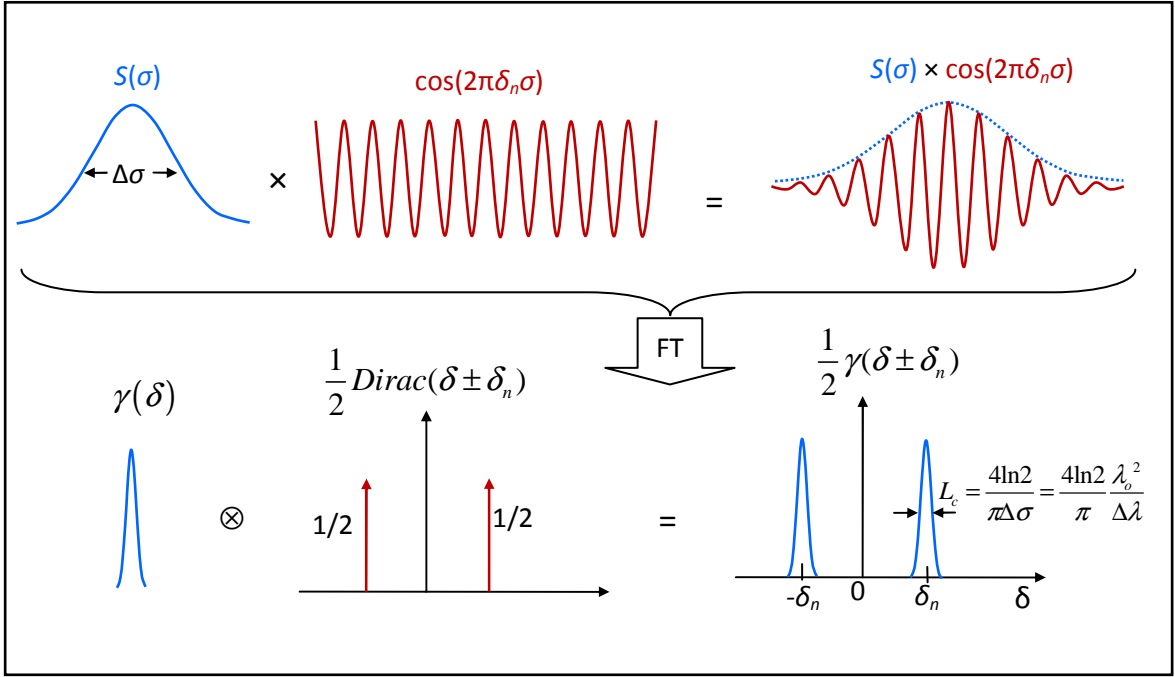 S(σ)
cos(2πδₙσ)
S(σ) × cos(2πδₙσ)
Δσ
×
=
FT
γ(δ)
1/2 Dirac(δ ± δₙ)
1/2 γ(δ ± δₙ)
⊗
1/2
1/2
=
L_c = 4ln2/πΔσ = 4ln2/π λₒ²/Δλ
-δₙ
0
δₙ
δ